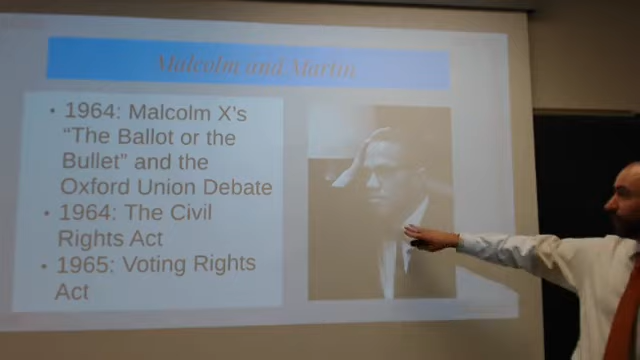 Malcolm and Martin
• 1964: Malcolm X's
"The Ballot or the
Bullet" and the
Oxford Union Debate
• 1964: The Civil
Rights Act
• 1965: Voting Rights
Act